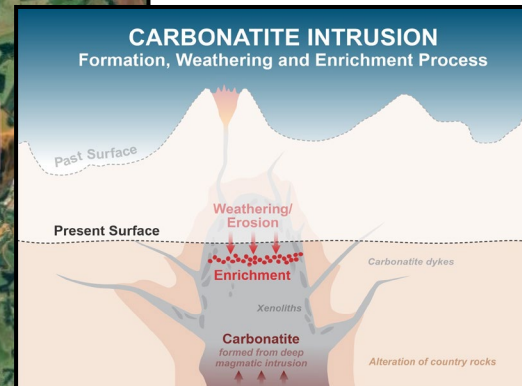 CARBONATITE INTRUSION
Formation, Weathering and Enrichment Process
Past Surface
Weathering/
Erosion
Present Surface
Enrichment
Carbonatite dykes
Xenoliths
Carbonatite
formed from deep
magmatic intrusion
Alteration of country rocks